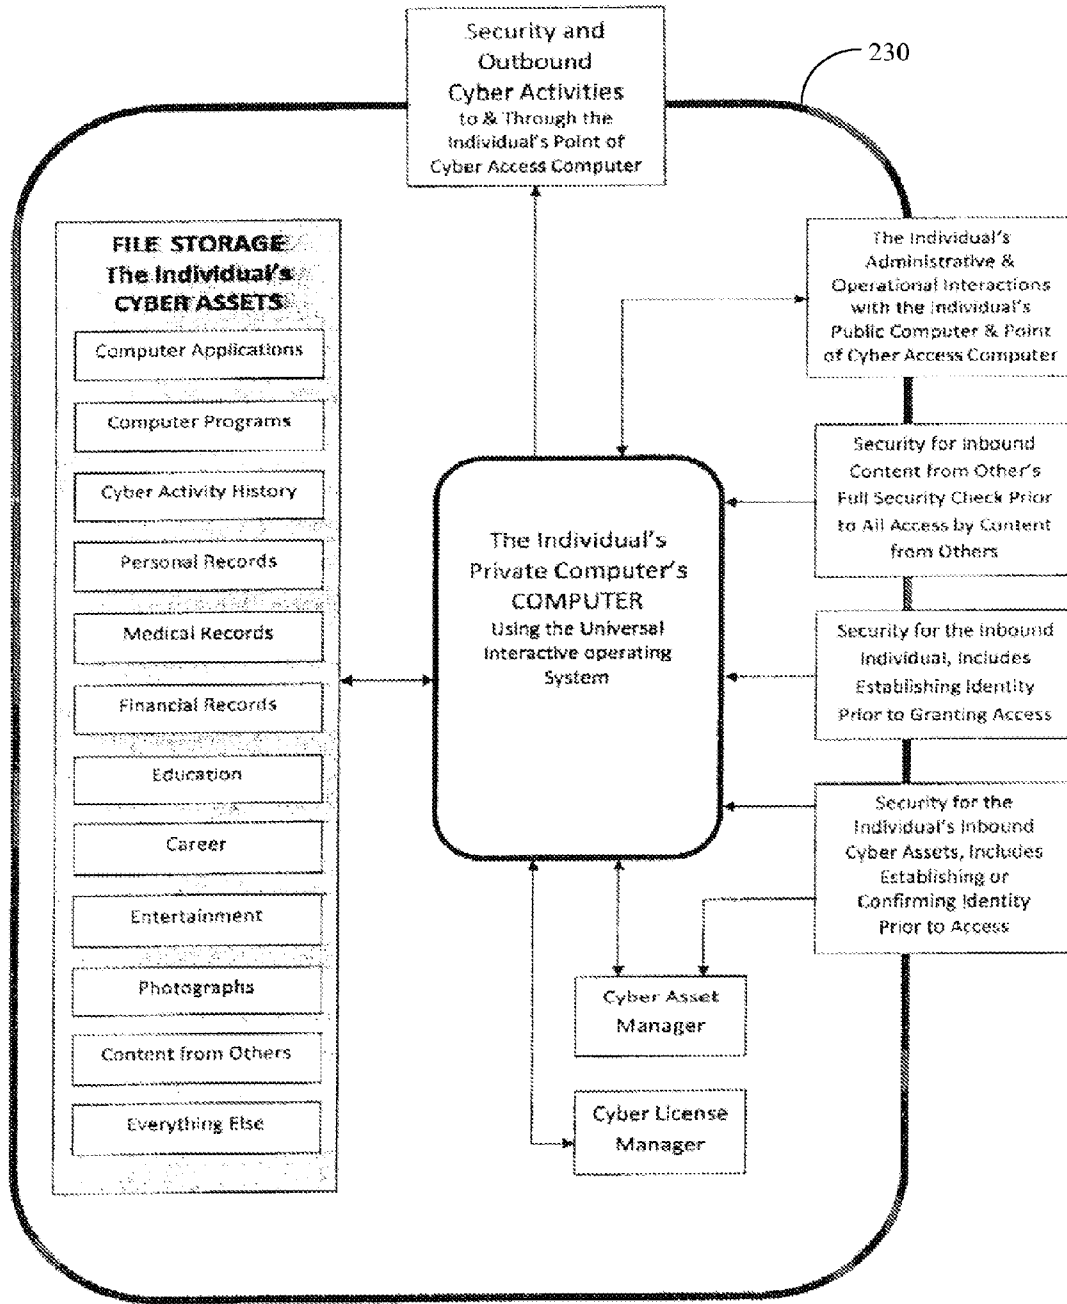 Security and
Outbound
Cyber Activities
to & Through the
Individual's Point of
Cyber Access Computer
230
FILE STORAGE
The Individual's
CYBER ASSETS
Computer Applications
Computer Programs
Cyber Activity History
Personal Records
Medical Records
Financial Records
Education
Career
Entertainment
Photographs
Content from Others
Everything Else
The Individual's
Private Computer's
COMPUTER
Using the Universal
Interactive operating
System
The Individual's
Administrative &
Operational Interactions
with the Individual's
Public Computer & Point
of Cyber Access Computer
Security for Inbound
Content from Other's
Full Security Check Prior
to All Access by Content
from Others
Security for the Inbound
Individual, Includes
Establishing Identity
Prior to Granting Access
Security for the
Individual's Inbound
Cyber Assets, Includes
Establishing or
Confirming Identity
Prior to Access
Cyber Asset
Manager
Cyber License
Manager